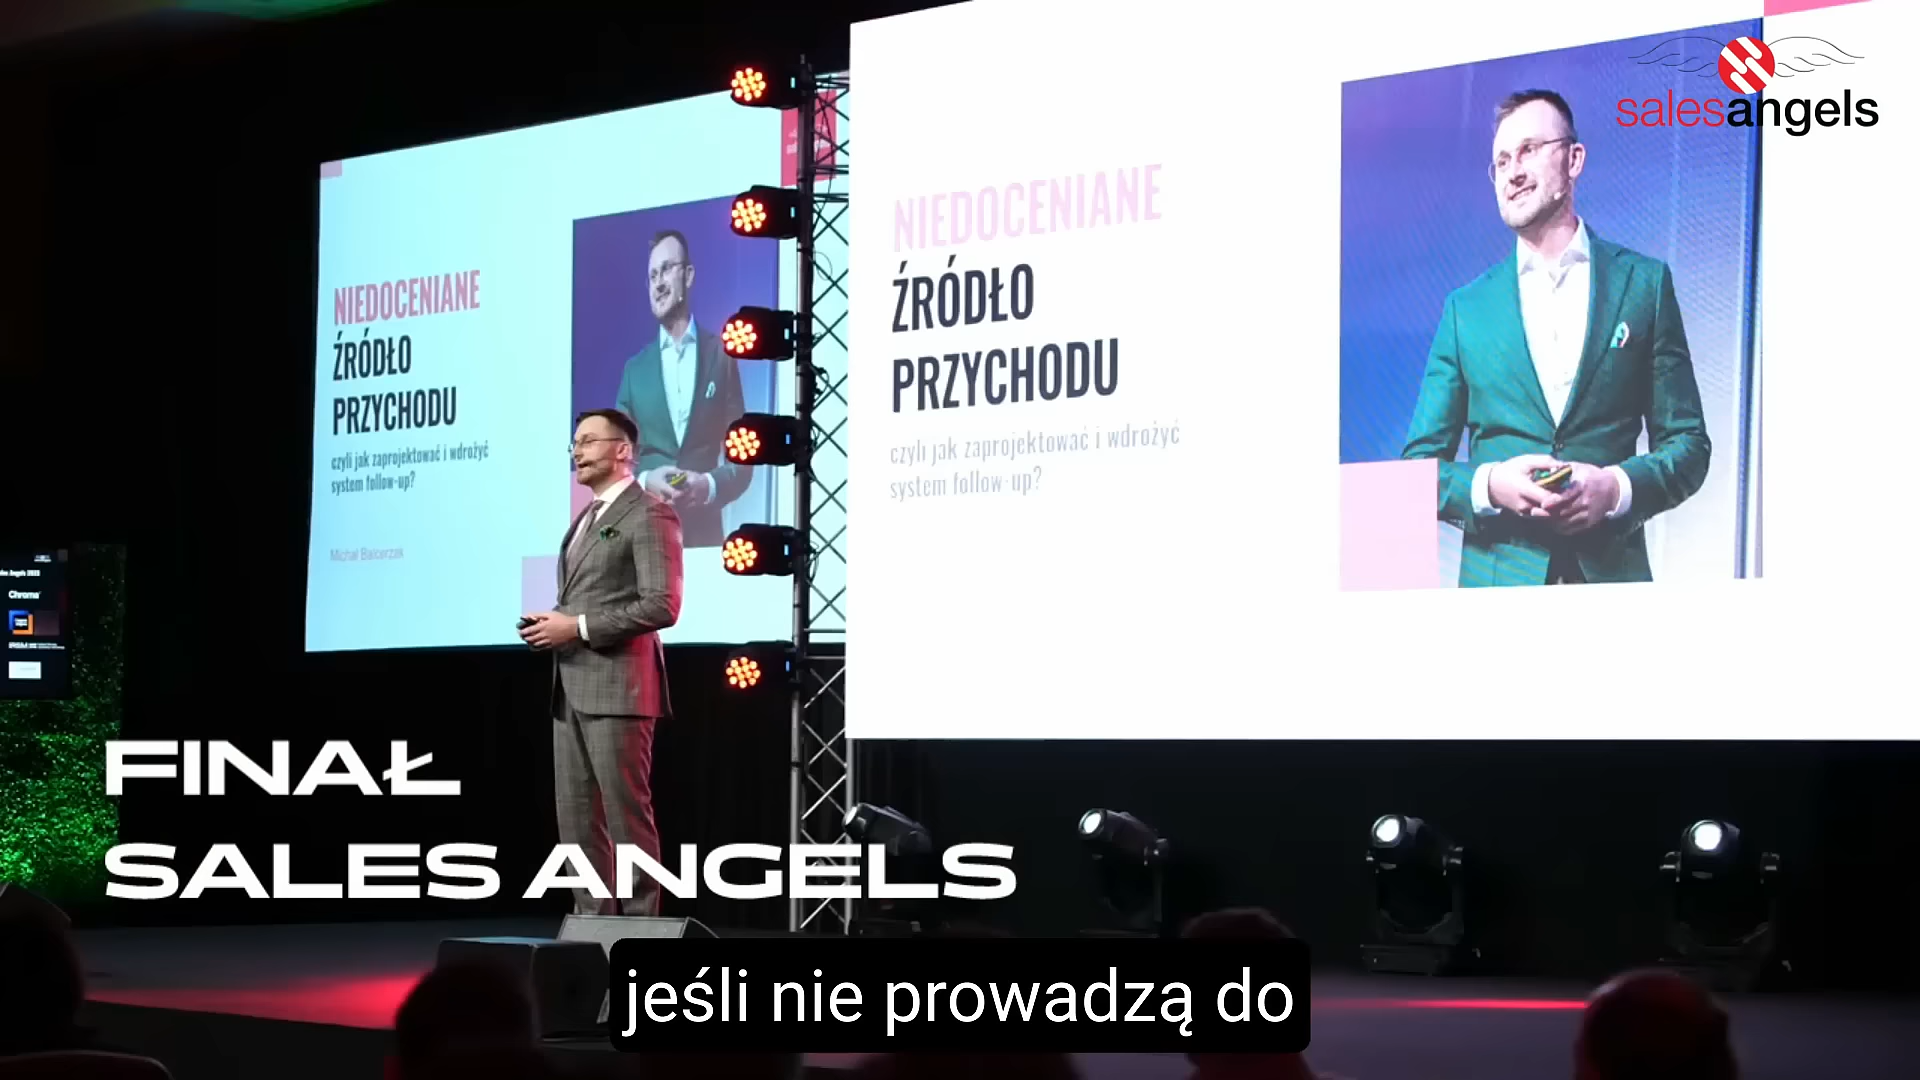 salesangels
NIEDOCENIANE
ŹRÓDŁO
PRZYCHODU
czyli jak zaprojektować i wdrożyć
system follow-up?
Michał Balcerzak
NIEDOCENIANE
ŹRÓDŁO
PRZYCHODU
czyli jak zaprojektować i wdrożyć
system follow-up?
Chroma
FINAŁ
SALES ANGELS
jeśli nie prowadzą do